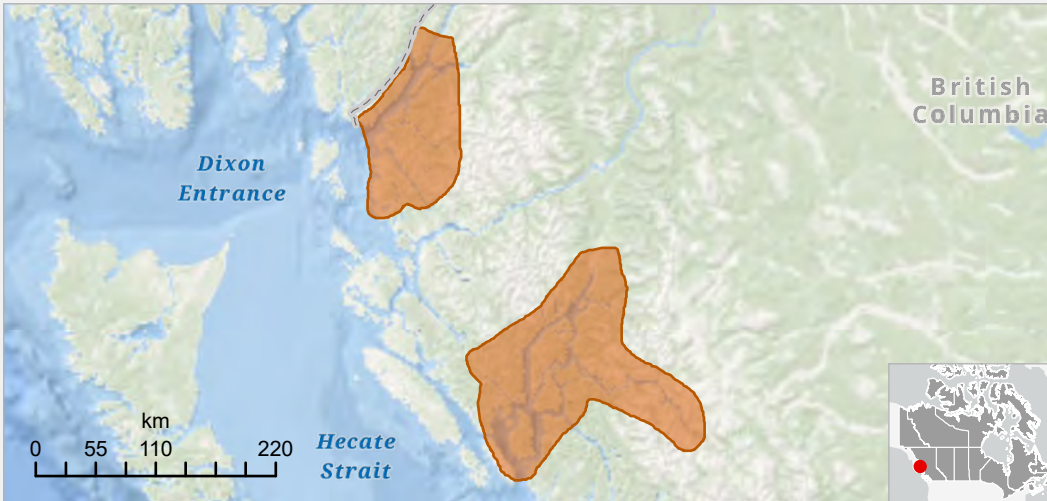 British
Columbia
Dixon
Entrance
km
0 55 110 220
Hecate
Strait